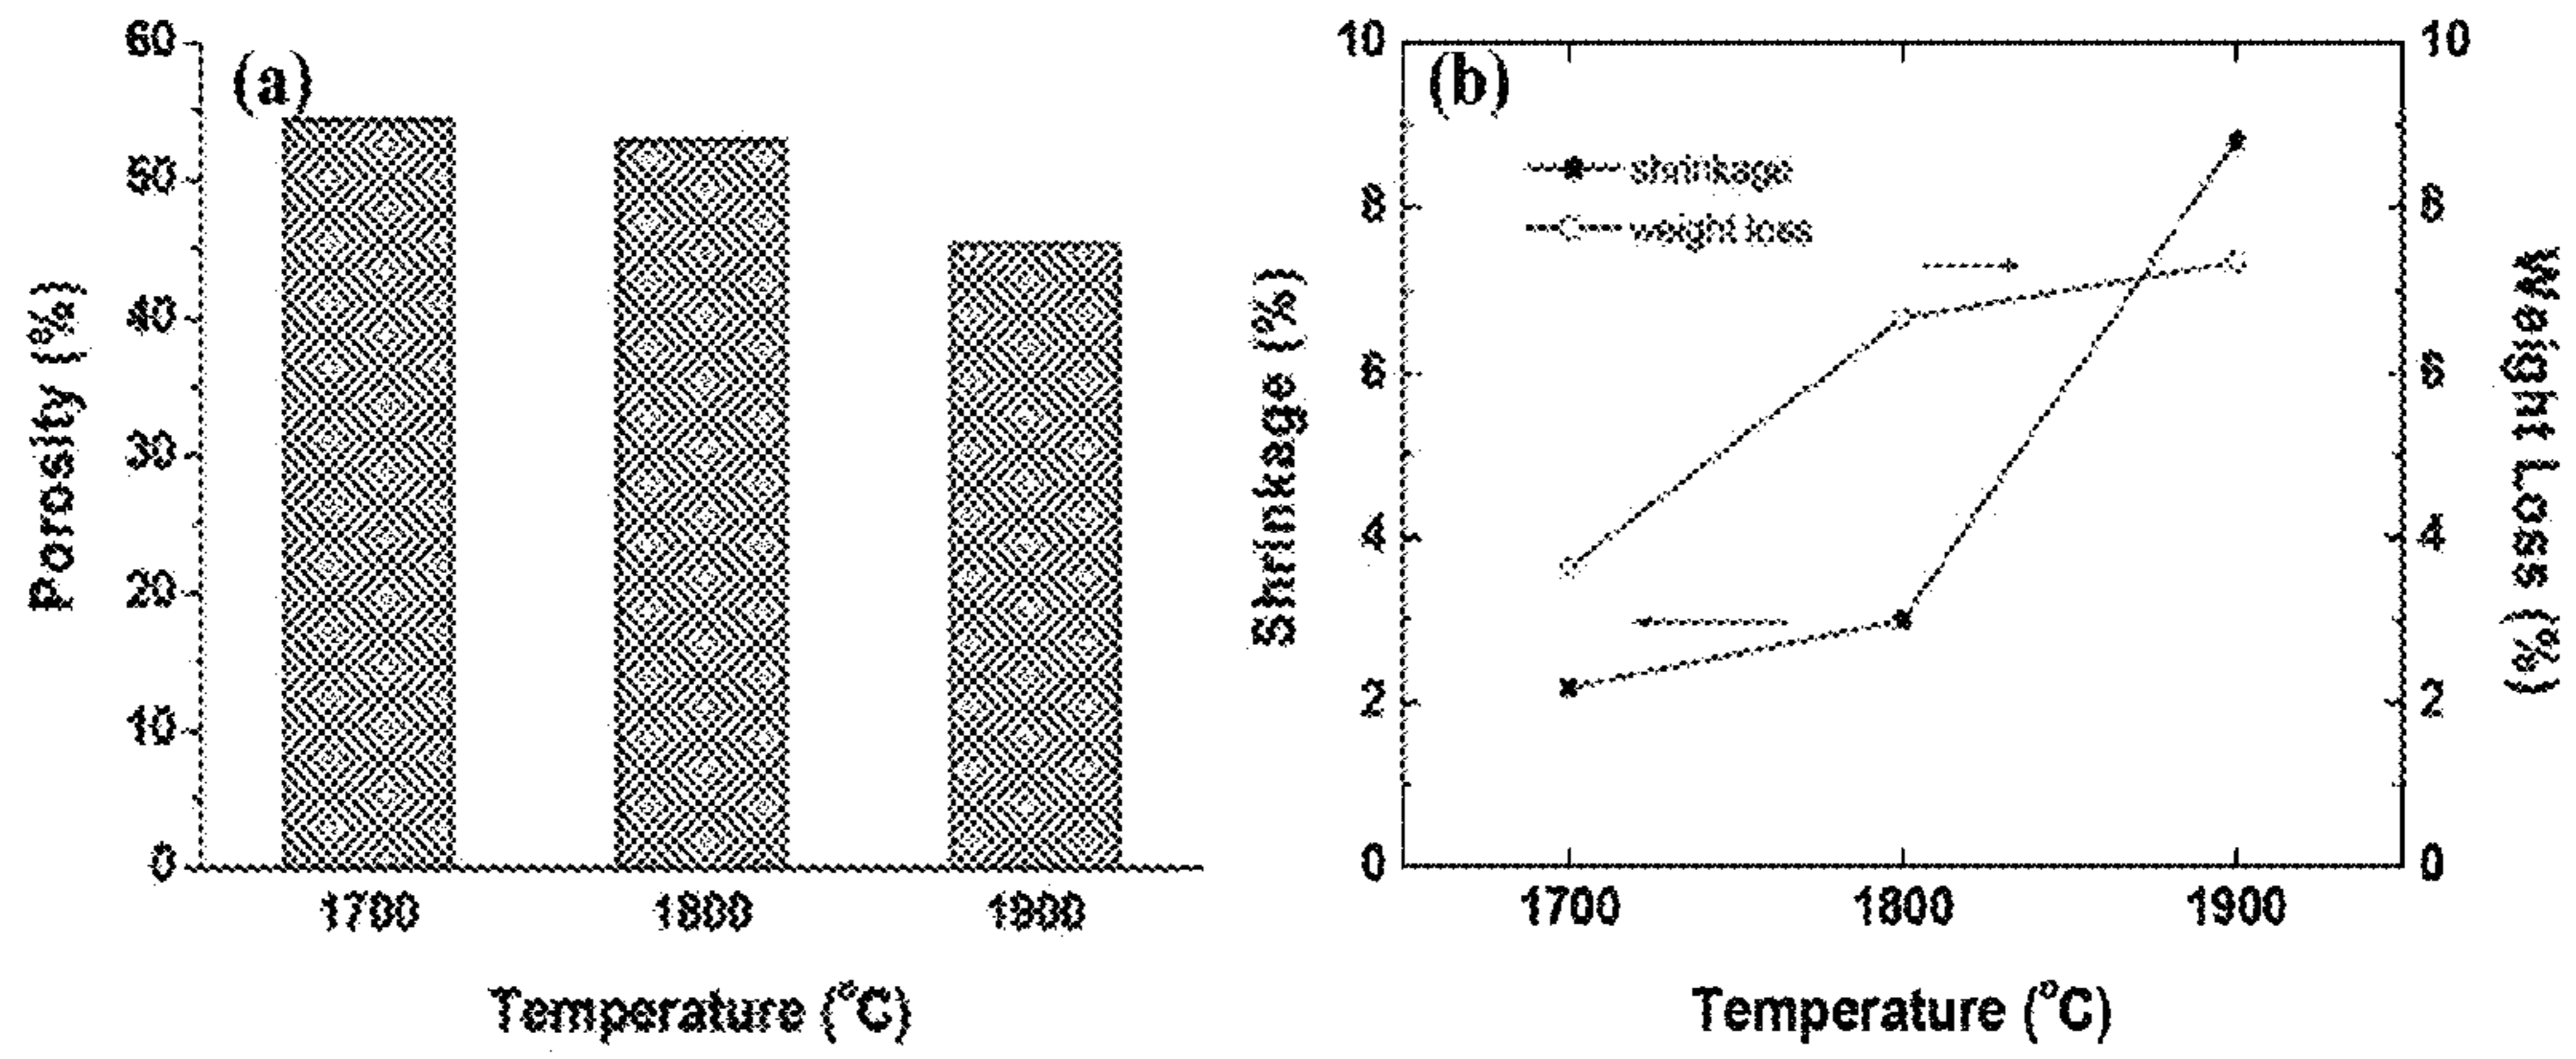 (a)
60
50
40
30
20
10
0
Porosity (%)
1700 1800 1900
Temperature (°C)
(b)
shrinkage
weight loss
10
8
6
4
2
0
Shrinkage (%)
10
8
6
4
2
0
Weight Loss (%)
1700 1800 1900
Temperature (°C)